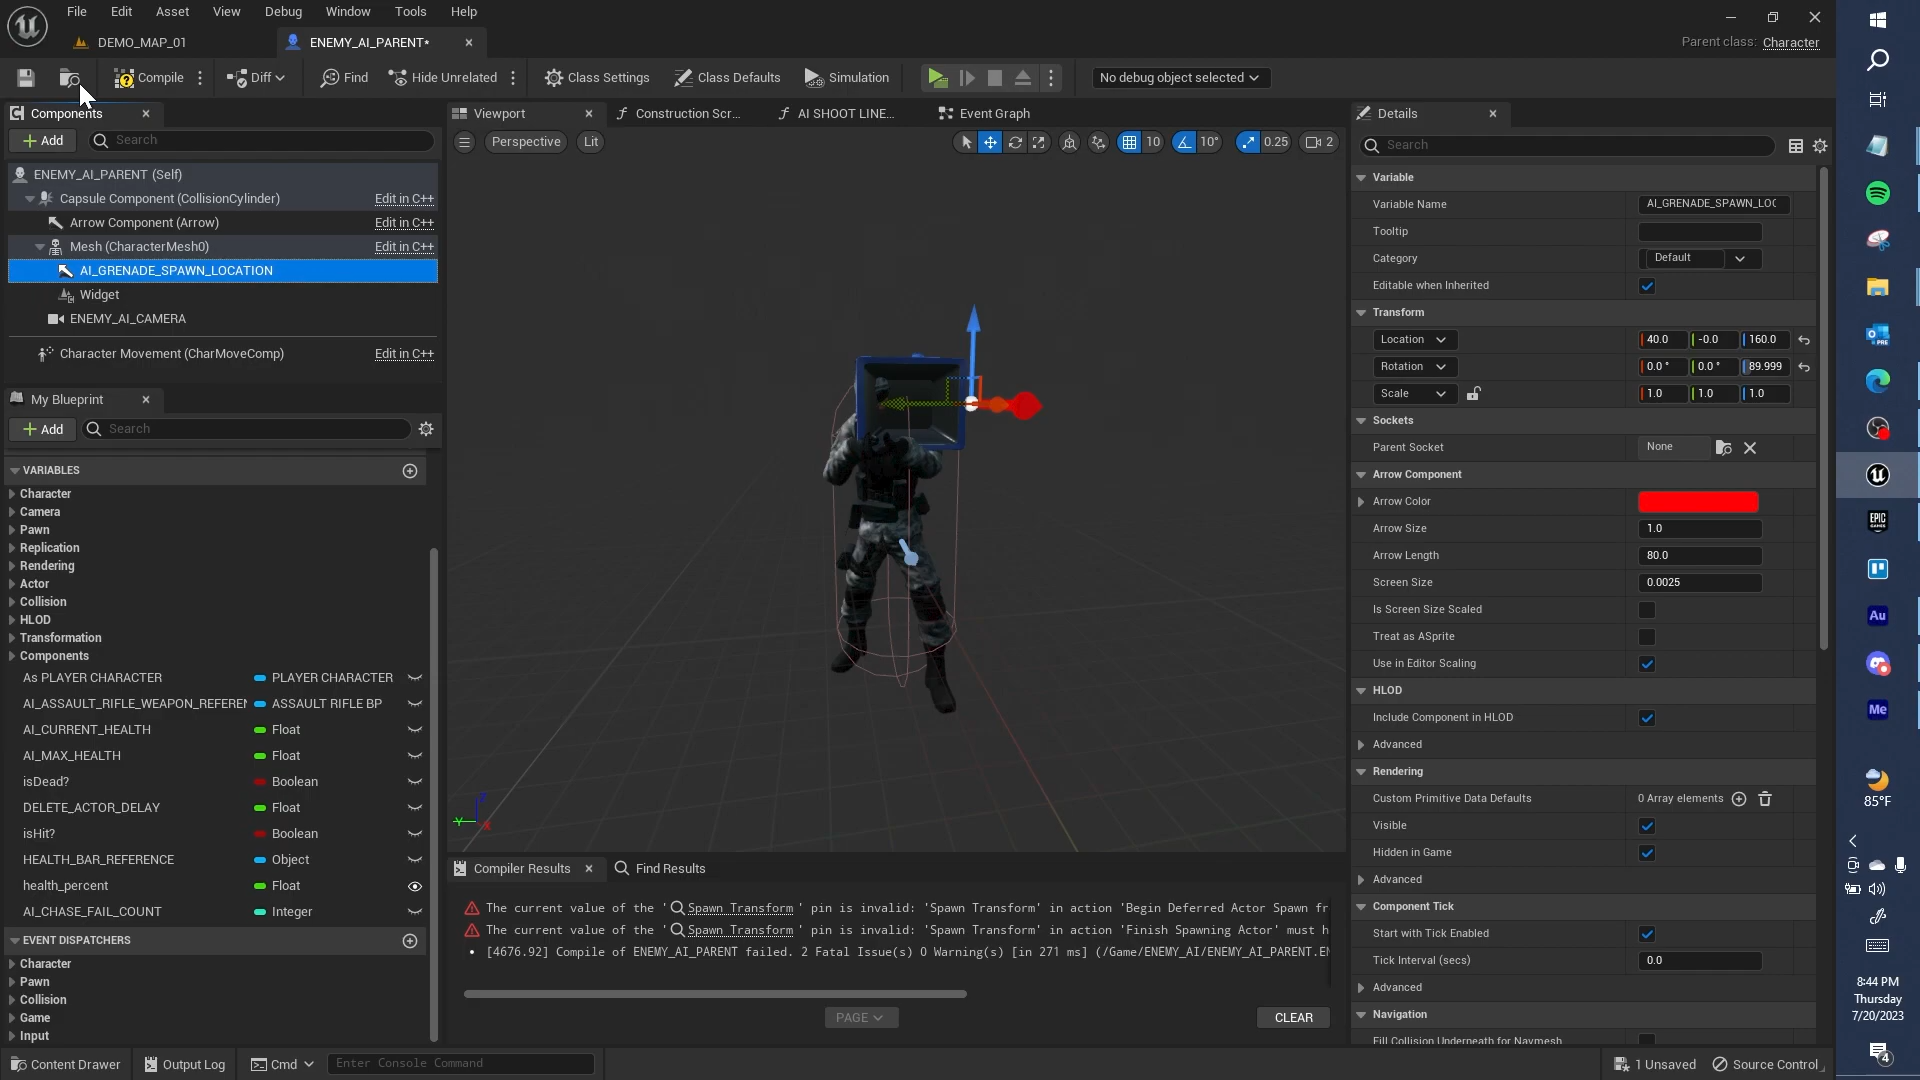 File Edit Asset View Debug Window Tools Help
DEMO_MAP_01
ENEMY_AI_PARENT*
Parent class: Character
Compile
Diff
Find
Hide Unrelated
Class Settings
Class Defaults
Simulation
No debug object selected
Components
Add
Search
ENEMY_AI_PARENT (Self)
Capsule Component (CollisionCylinder) Edit in C++
Arrow Component (Arrow) Edit in C++
Mesh (CharacterMesh0) Edit in C++
AI_GRENADE_SPAWN_LOCATION
Widget
ENEMY_AI_CAMERA
Character Movement (CharMoveComp) Edit in C++
My Blueprint
Add
Search
VARIABLES
Character
Camera
Pawn
Replication
Rendering
Actor
Collision
HLOD
Transformation
Components
As PLAYER CHARACTER PLAYER CHARACTER
AI_ASSAULT_RIFLE_WEAPON_REFEREN ASSAULT RIFLE BP
AI_CURRENT_HEALTH Float
AI_MAX_HEALTH Float
isDead? Boolean
DELETE_ACTOR_DELAY Float
isHit? Boolean
HEALTH_BAR_REFERENCE Object
health_percent Float
AI_CHASE_FAIL_COUNT Integer
EVENT DISPATCHERS
Character
Pawn
Collision
Game
Input
Viewport
Construction Scr...
AI SHOOT LINE...
Event Graph
Perspective
Lit
10
10°
0.25
2
Z
Y
X
Compiler Results
Find Results
The current value of the ' Spawn Transform ' pin is invalid: 'Spawn Transform' in action 'Begin Deferred Actor Spawn fr
The current value of the ' Spawn Transform ' pin is invalid: 'Spawn Transform' in action 'Finish Spawning Actor' must h
[4676.92] Compile of ENEMY_AI_PARENT failed. 2 Fatal Issue(s) 0 Warning(s) [in 271 ms] (/Game/ENEMY_AI/ENEMY_AI_PARENT.EN
PAGE
CLEAR
Details
Search
Variable
Variable Name AI_GRENADE_SPAWN_LOC
Tooltip
Category Default
Editable when Inherited
Transform
Location 40.0 -0.0 160.0
Rotation 0.0 ° 0.0 ° 89.999
Scale 1.0 1.0 1.0
Sockets
Parent Socket None
Arrow Component
Arrow Color
Arrow Size 1.0
Arrow Length 80.0
Screen Size 0.0025
Is Screen Size Scaled
Treat as ASprite
Use in Editor Scaling
HLOD
Include Component in HLOD
Advanced
Rendering
Custom Primitive Data Defaults 0 Array elements
Visible
Hidden in Game
Advanced
Component Tick
Start with Tick Enabled
Tick Interval (secs) 0.0
Advanced
Navigation
Fill Collision Underneath for Navmesh
Content Drawer
Output Log
Cmd
Enter Console Command
1 Unsaved
Source Control
PRE
EPIC GAMES
Au
Me
85°F
8:44 PM
Thursday
7/20/2023
4